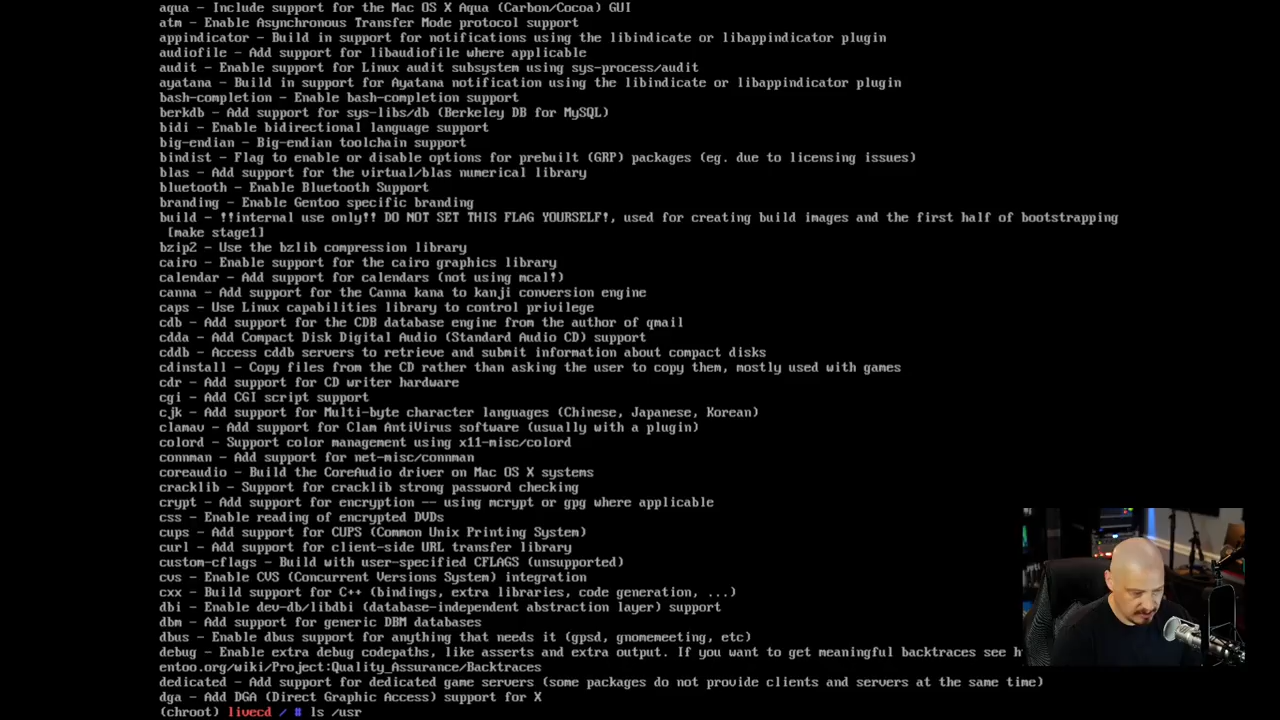 aqua - Include support for the Mac OS X Aqua (Carbon/Cocoa) GUI
atm - Enable Asynchronous Transfer Mode protocol support
appindicator - Build in support for notifications using the libindicate or libappindicator plugin
audiofile - Add support for libaudiofile where applicable
audit - Enable support for Linux audit subsystem using sys-process/audit
ayatana - Build in support for Ayatana notification using the libindicate or libappindicator plugin
bash-completion - Enable bash-completion support
berkdb - Add support for sys-libs/db (Berkeley DB for MySQL)
bidi - Enable bidirectional language support
big-endian - Big-endian toolchain support
bindist - Flag to enable or disable options for prebuilt (GRP) packages (eg. due to licensing issues)
blas - Add support for the virtual/blas numerical library
bluetooth - Enable Bluetooth Support
branding - Enable Gentoo specific branding
build - !!internal use only!! DO NOT SET THIS FLAG YOURSELF!, used for creating build images and the first half of bootstrapping
[make stage1]
bzip2 - Use the bzlib compression library
cairo - Enable support for the cairo graphics library
calendar - Add support for calendars (not using mcal!)
canna - Add support for the Canna kana to kanji conversion engine
caps - Use Linux capabilities library to control privilege
cdb - Add support for the CDB database engine from the author of qmail
cdda - Add Compact Disk Digital Audio (Standard Audio CD) support
cddb - Access cddb servers to retrieve and submit information about compact disks
cdinstall - Copy files from the CD rather than asking the user to copy them, mostly used with games
cdr - Add support for CD writer hardware
cgi - Add CGI script support
cjk - Add support for Multi-byte character languages (Chinese, Japanese, Korean)
clamav - Add support for Clam AntiVirus software (usually with a plugin)
colord - Support color management using x11-misc/colord
connman - Add support for net-misc/connman
coreaudio - Build the CoreAudio driver on Mac OS X systems
cracklib - Support for cracklib strong password checking
crypt - Add support for encryption -- using mcrypt or gpg where applicable
css - Enable reading of encrypted DVDs
cups - Add support for CUPS (Common Unix Printing System)
curl - Add support for client-side URL transfer library
custom-cflags - Build with user-specified CFLAGS (unsupported)
cvs - Enable CVS (Concurrent Versions System) integration
cxx - Build support for C++ (bindings, extra libraries, code generation, ...)
dbi - Enable dev-db/libdbi (database-independent abstraction layer) support
dbm - Add support for generic DBM databases
dbus - Enable dbus support for anything that needs it (gpsd, gnomemeeting, etc)
debug - Enable extra debug codepaths, like asserts and extra output. If you want to get meaningful backtraces see
entoo.org/wiki/Project:Quality_Assurance/Backtraces
dedicated - Add support for dedicated game servers (some packages do not provide clients and servers at the same time)
dga - Add DGA (Direct Graphic Access) support for X
(chroot) livecd / # ls /usr